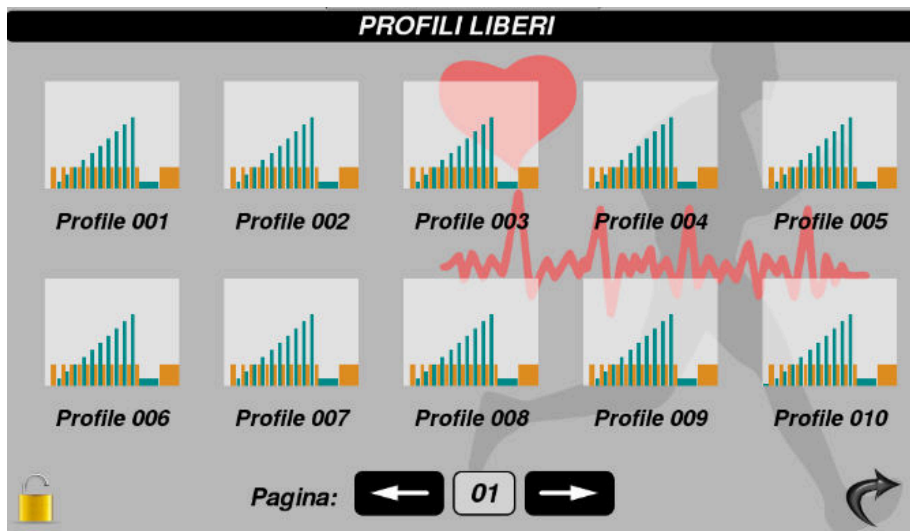 PROFILI LIBERI
Profile 001 Profile 002 Profile 003 Profile 004 Profile 005
Profile 006 Profile 007 Profile 008 Profile 009 Profile 010
Pagina: 01